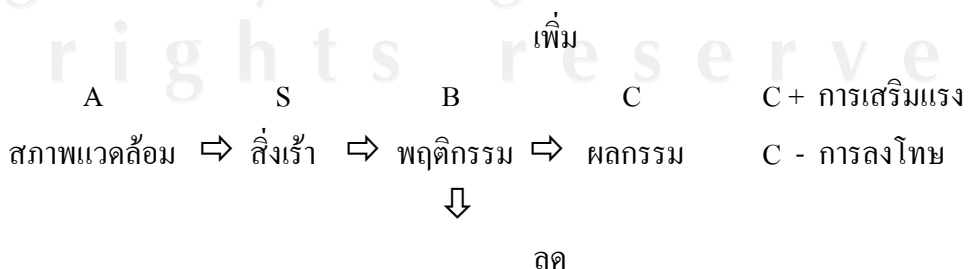 rights reserve
เพิ่ม
A S B C C + การเสริมแรง
สภาพแวดล้อม ⇨ สิ่งเร้า ⇨ พฤติกรรม ⇨ ผลกรรม C - การลงโทษ
⇩
ลด